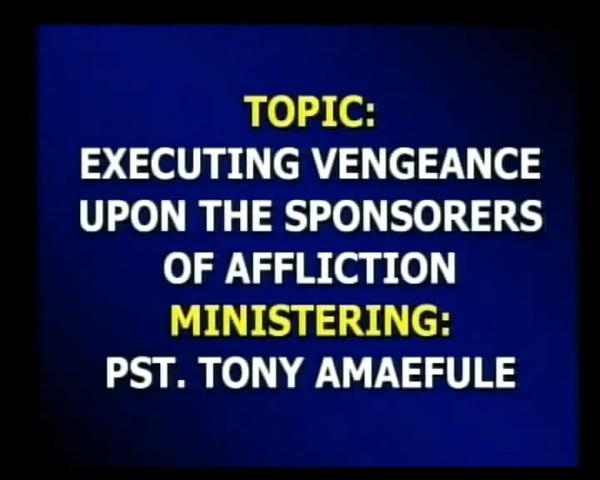 TOPIC:
EXECUTING VENGEANCE
UPON THE SPONSORERS
OF AFFLICTION
MINISTERING:
PST. TONY AMAEFULE